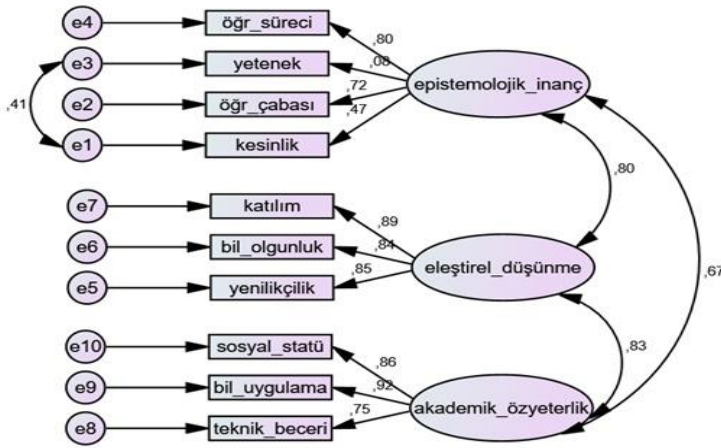 e4 öğr_süreci ,80
e3 yetenek ,08 epistemolojik_inanç
e2 öğr_çabası ,72
,41
e1 kesinlik ,47
,80
e7 katılım ,89
e6 bil_olgunluk ,84 eleştirel_düşünme
e5 yenilikçilik ,85
,67
,83
e10 sosyal_statü ,86
e9 bil_uygulama ,92 akademik_özyeterlik
e8 teknik_beceri ,75